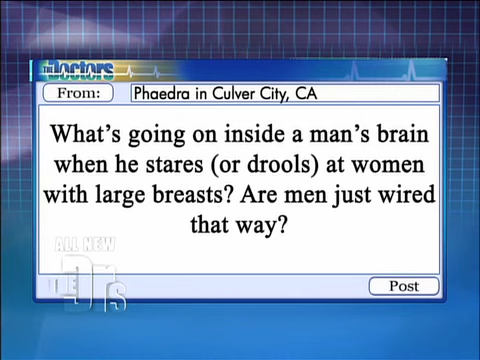 THE Doctors
From: Phaedra in Culver City, CA
What's going on inside a man's brain
when he stares (or drools) at women
with large breasts? Are men just wired
that way?
ALL NEW
THE DRS
Post